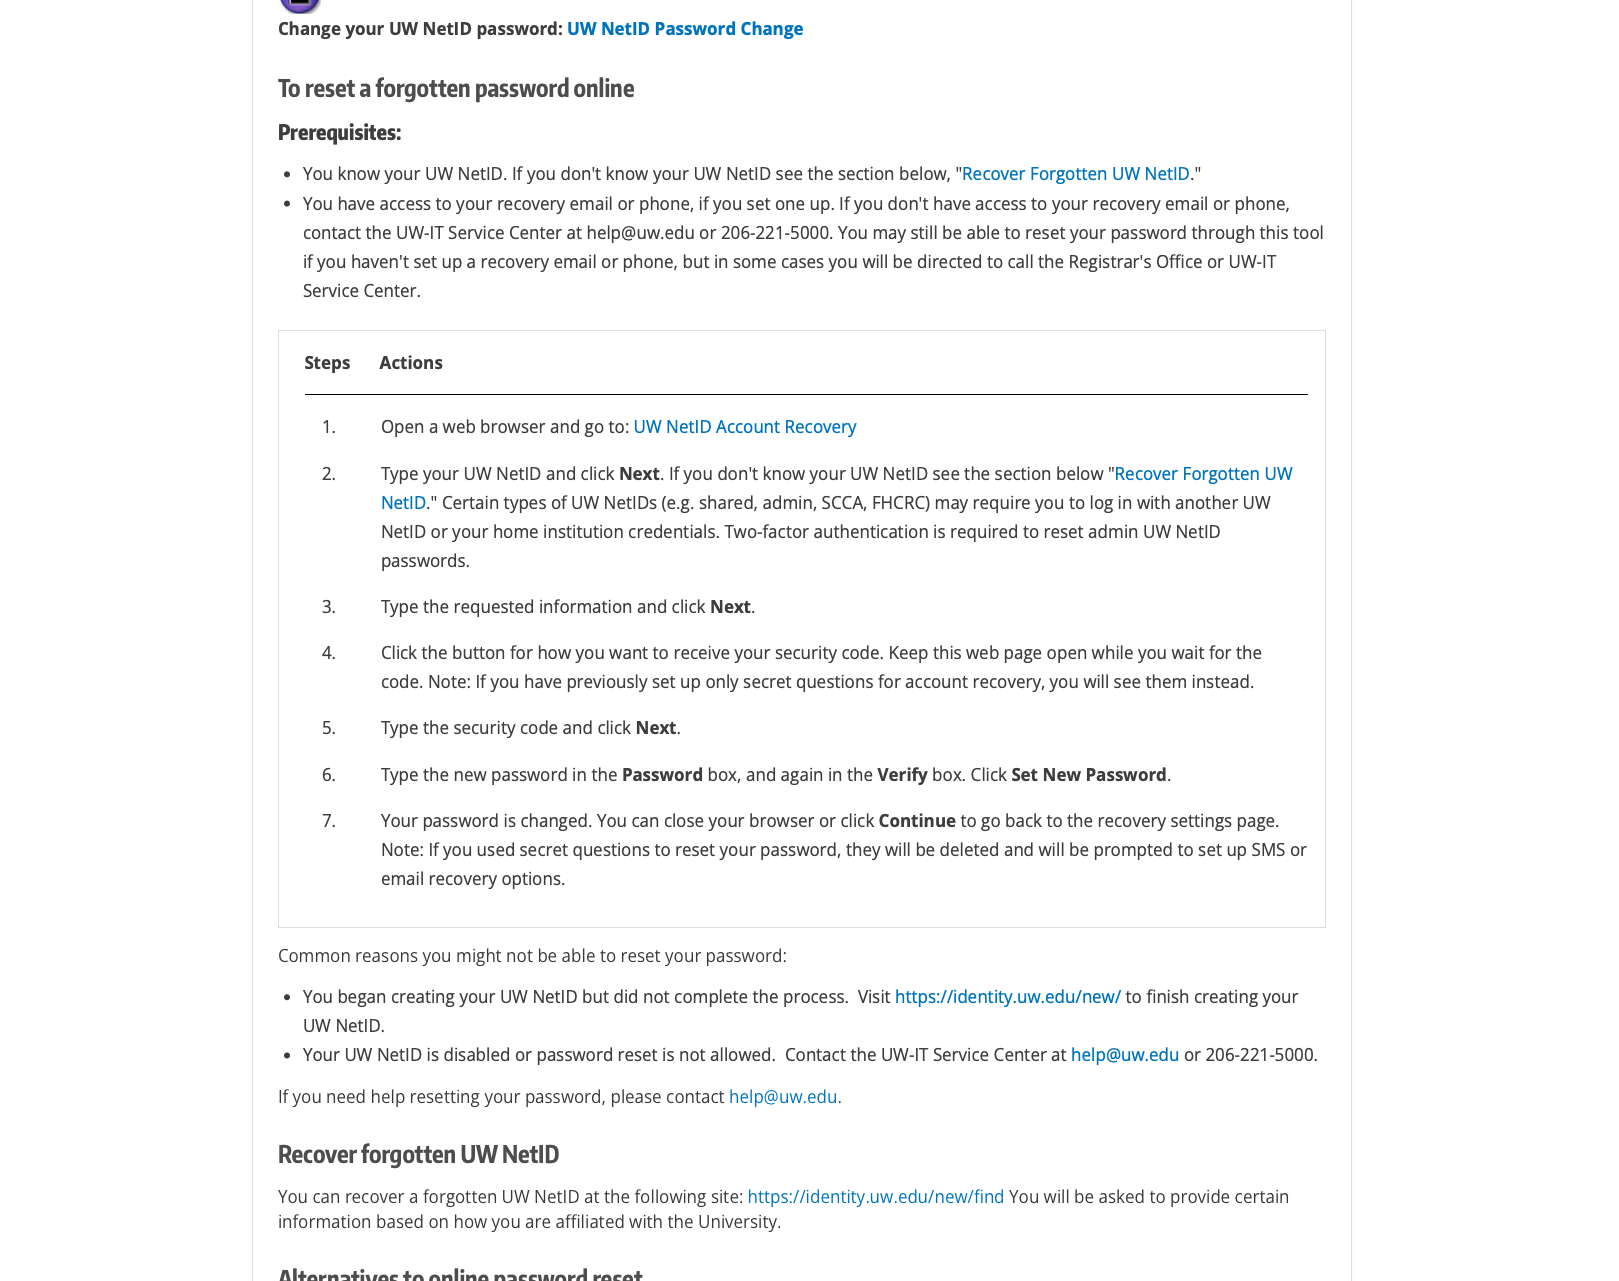 Change your UW NetID password: UW NetID Password Change
To reset a forgotten password online
Prerequisites:
• You know your UW NetID. If you don't know your UW NetID see the section below, "Recover Forgotten UW NetID."
• You have access to your recovery email or phone, if you set one up. If you don't have access to your recovery email or phone,
contact the UW-IT Service Center at help@uw.edu or 206-221-5000. You may still be able to reset your password through this tool
if you haven't set up a recovery email or phone, but in some cases you will be directed to call the Registrar's Office or UW-IT
Service Center.
Steps Actions
1. Open a web browser and go to: UW NetID Account Recovery
2. Type your UW NetID and click Next. If you don't know your UW NetID see the section below "Recover Forgotten UW
NetID." Certain types of UW NetIDs (e.g. shared, admin, SCCA, FHCRC) may require you to log in with another UW
NetID or your home institution credentials. Two-factor authentication is required to reset admin UW NetID
passwords.
3. Type the requested information and click Next.
4. Click the button for how you want to receive your security code. Keep this web page open while you wait for the
code. Note: If you have previously set up only secret questions for account recovery, you will see them instead.
5. Type the security code and click Next.
6. Type the new password in the Password box, and again in the Verify box. Click Set New Password.
7. Your password is changed. You can close your browser or click Continue to go back to the recovery settings page.
Note: If you used secret questions to reset your password, they will be deleted and will be prompted to set up SMS or
email recovery options.
Common reasons you might not be able to reset your password:
• You began creating your UW NetID but did not complete the process.  Visit https://identity.uw.edu/new/ to finish creating your
UW NetID.
• Your UW NetID is disabled or password reset is not allowed.  Contact the UW-IT Service Center at help@uw.edu or 206-221-5000.
If you need help resetting your password, please contact help@uw.edu.
Recover forgotten UW NetID
You can recover a forgotten UW NetID at the following site: https://identity.uw.edu/new/find You will be asked to provide certain
information based on how you are affiliated with the University.
Alternatives to online password reset